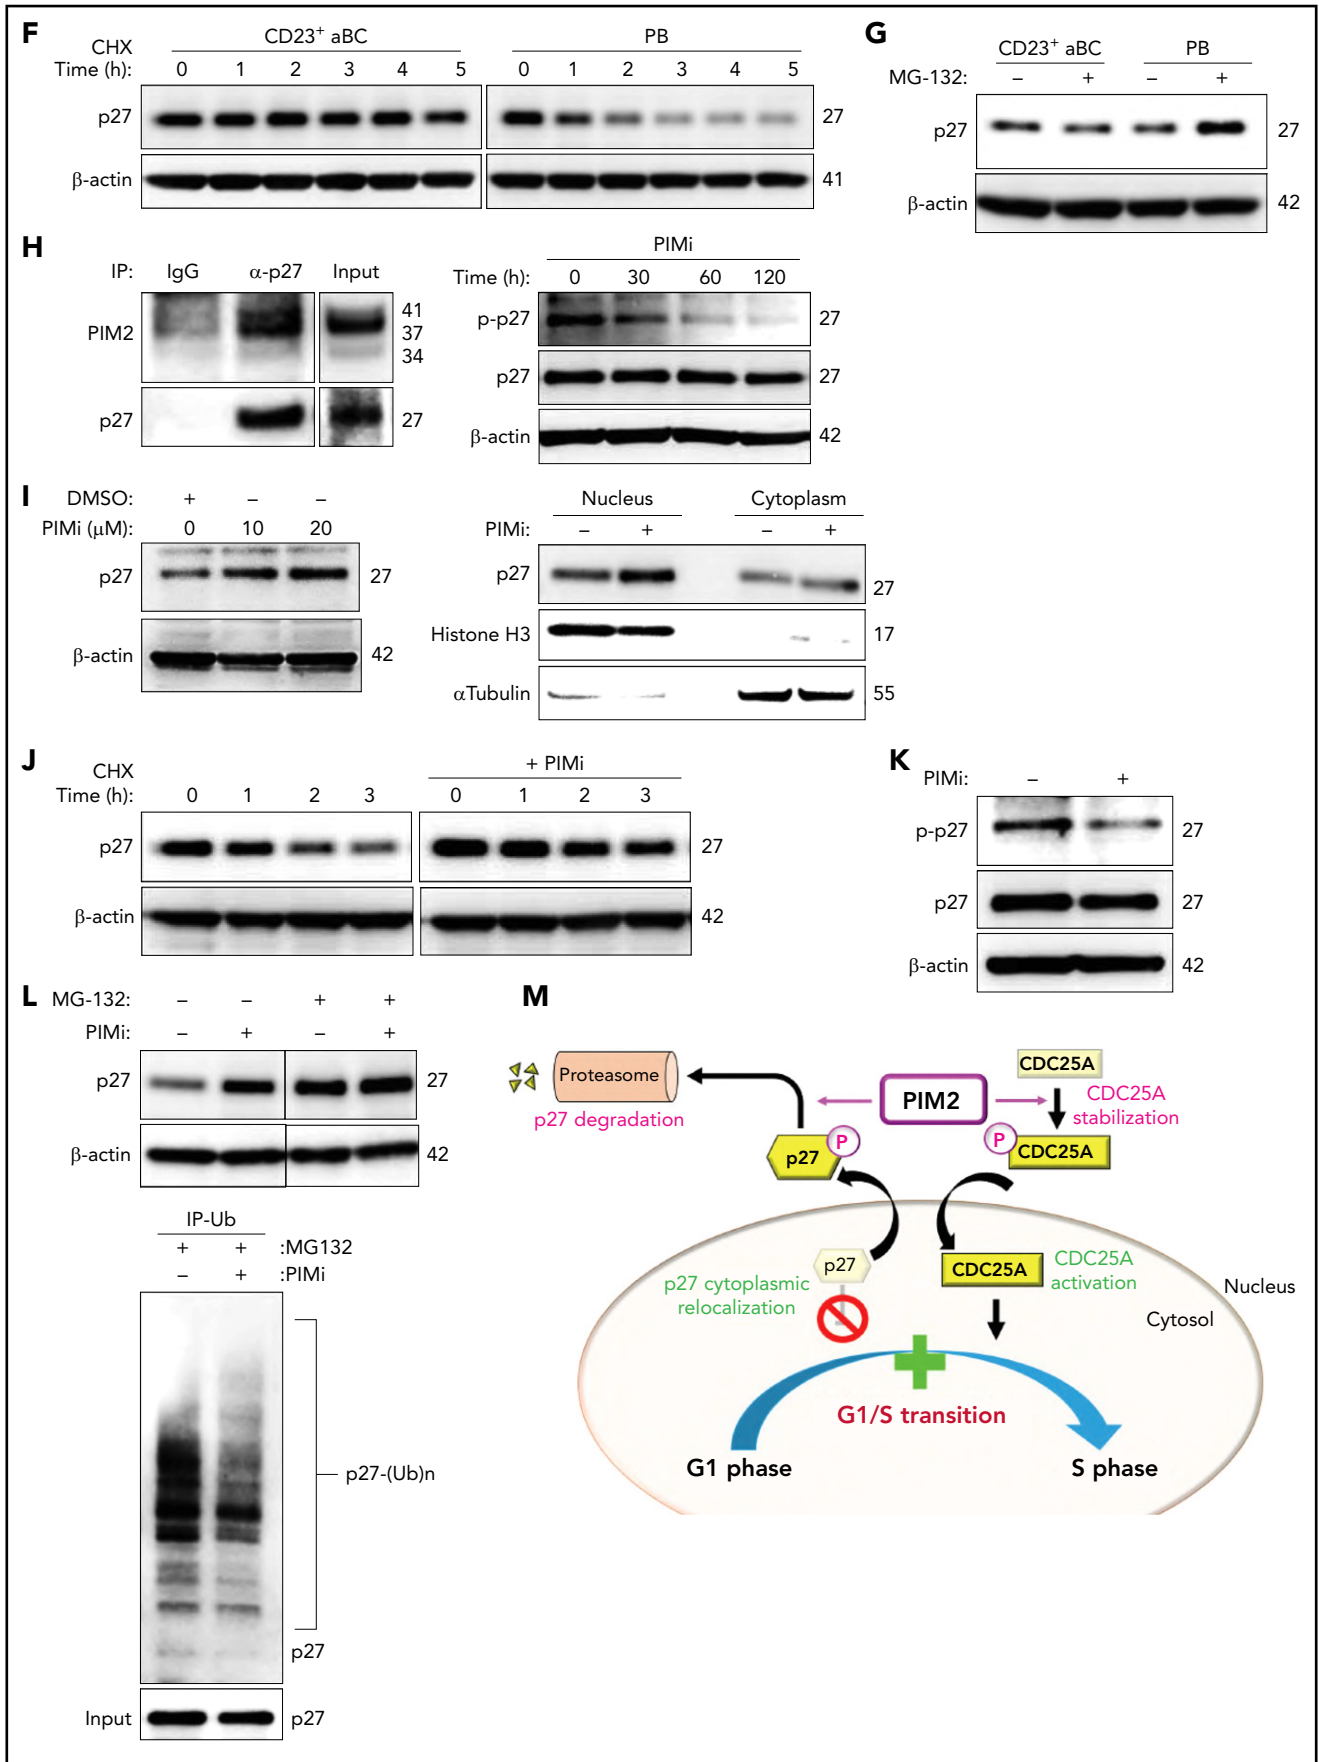 F
CHX
CD23+ aBC
PB
Time (h): 0 1 2 3 4 5 0 1 2 3 4 5
p27 27
β-actin 41
G
CD23+ aBC PB
MG-132: – + – +
p27 27
β-actin 42
H
IP: IgG α-p27 Input
PIM2
41
37
34
p27 27
PIMi
Time (h): 0 30 60 120
p-p27 27
p27 27
β-actin 42
I
DMSO: + – –
PIMi (μM): 0 10 20
p27 27
β-actin 42
Nucleus Cytoplasm
PIMi: – + – +
p27 27
Histone H3 17
αTubulin 55
J
CHX
+ PIMi
Time (h): 0 1 2 3 0 1 2 3
p27 27
β-actin 42
K
PIMi: – +
p-p27 27
p27 27
β-actin 42
L
MG-132: – – + +
PIMi: – + – +
p27 27
β-actin 42
IP-Ub
+ + :MG132
– + :PIMi
p27-(Ub)n
p27
Input p27
M
Proteasome
p27 degradation
PIM2
CDC25A
CDC25A
stabilization
P
p27
P
CDC25A
p27
p27 cytoplasmic
relocalization
CDC25A
CDC25A
activation
Nucleus
Cytosol
G1/S transition
G1 phase
S phase